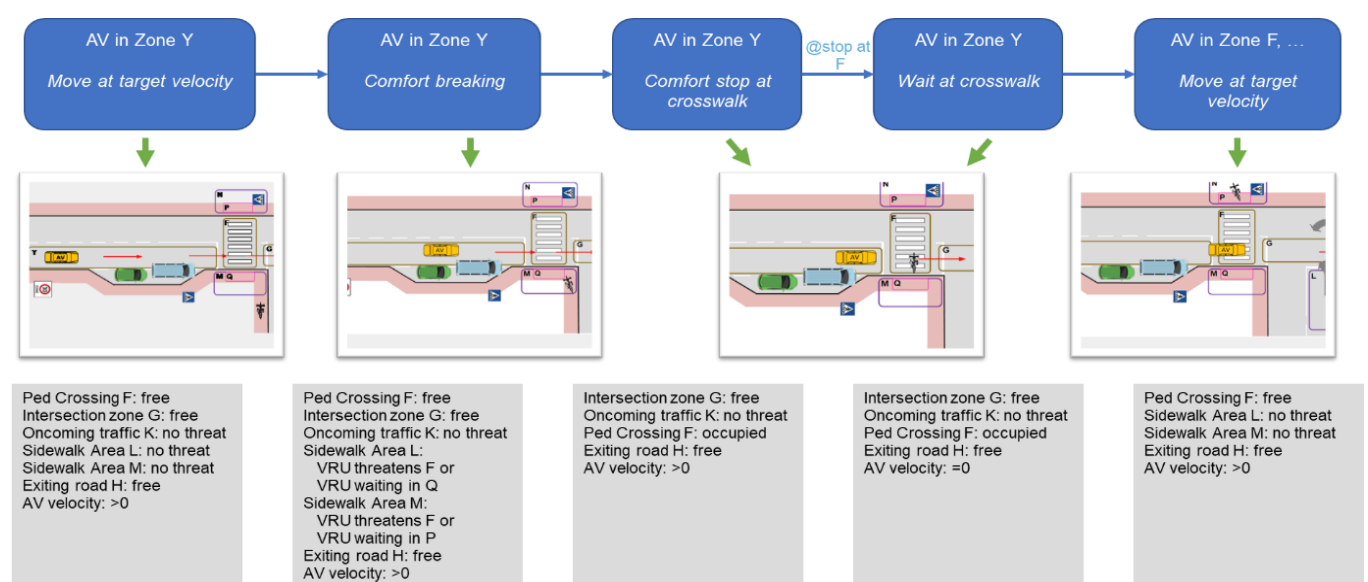 AV in Zone Y
Move at target velocity
AV in Zone Y
Comfort breaking
AV in Zone Y
Comfort stop at
crosswalk
@stop at
F
AV in Zone Y
Wait at crosswalk
AV in Zone F, ...
Move at target
velocity
N
P
F
Y
AV
G
M Q
N
P
F
AV
G
M Q
N
P
F
AV
G
M Q
N
P
F
AV
G
M Q
L
Ped Crossing F: free
Intersection zone G: free
Oncoming traffic K: no threat
Sidewalk Area L: no threat
Sidewalk Area M: no threat
Exiting road H: free
AV velocity: >0
Ped Crossing F: free
Intersection zone G: free
Oncoming traffic K: no threat
Sidewalk Area L:
VRU threatens F or
VRU waiting in Q
Sidewalk Area M:
VRU threatens F or
VRU waiting in P
Exiting road H: free
AV velocity: >0
Intersection zone G: free
Oncoming traffic K: no threat
Ped Crossing F: occupied
Exiting road H: free
AV velocity: >0
Intersection zone G: free
Oncoming traffic K: no threat
Ped Crossing F: occupied
Exiting road H: free
AV velocity: =0
Ped Crossing F: free
Sidewalk Area L: no threat
Sidewalk Area M: no threat
Exiting road H: free
AV velocity: >0